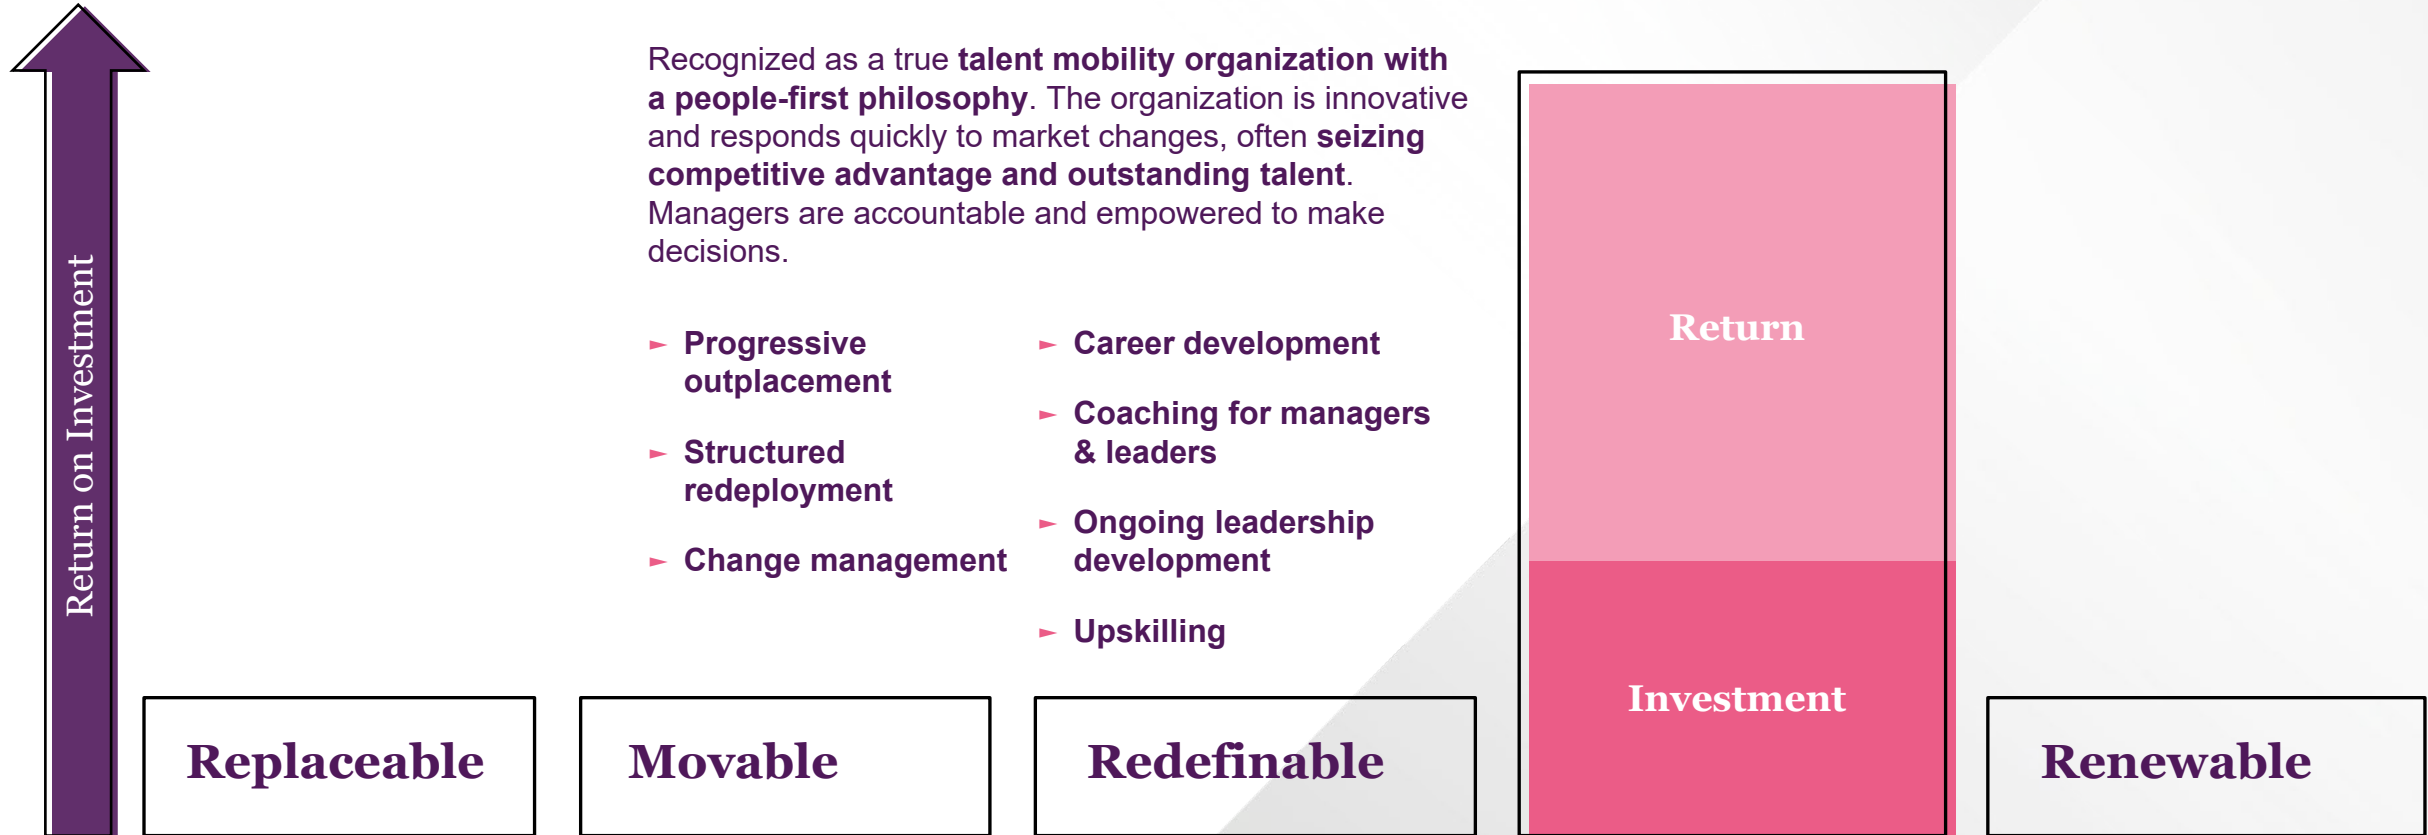 Return on Investment
Recognized as a true talent mobility organization with
a people-first philosophy. The organization is innovative
and responds quickly to market changes, often seizing
competitive advantage and outstanding talent.
Managers are accountable and empowered to make
decisions.
► Progressive
outplacement
► Structured
redeployment
► Change management
► Career development
► Coaching for managers
& leaders
► Ongoing leadership
development
► Upskilling
Return
Investment
Replaceable
Movable
Redefinable
Renewable